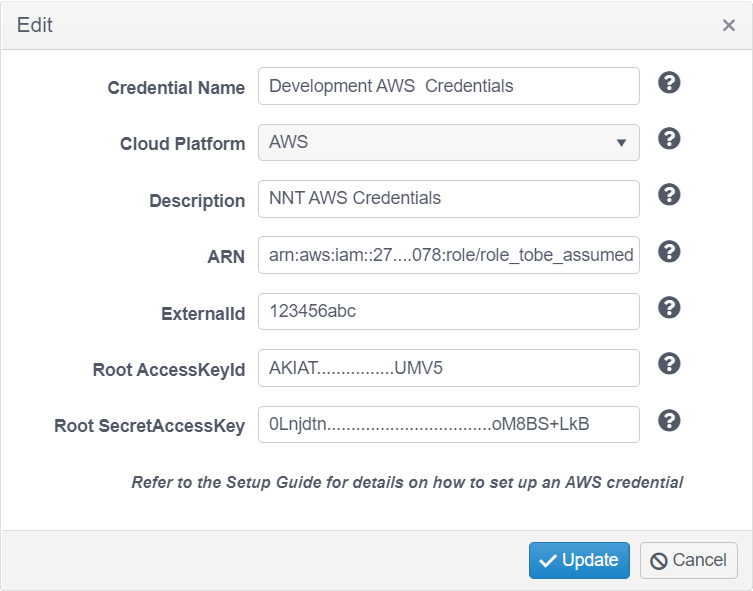 Edit
Credential Name Development AWS  Credentials
Cloud Platform AWS
Description NNT AWS Credentials
ARN arn:aws:iam::27....078:role/role_tobe_assumed
ExternalId 123456abc
Root AccessKeyId AKIAT................UMV5
Root SecretAccessKey 0Lnjdtn..................................oM8BS+LkB
Refer to the Setup Guide for details on how to set up an AWS credential
Update Cancel